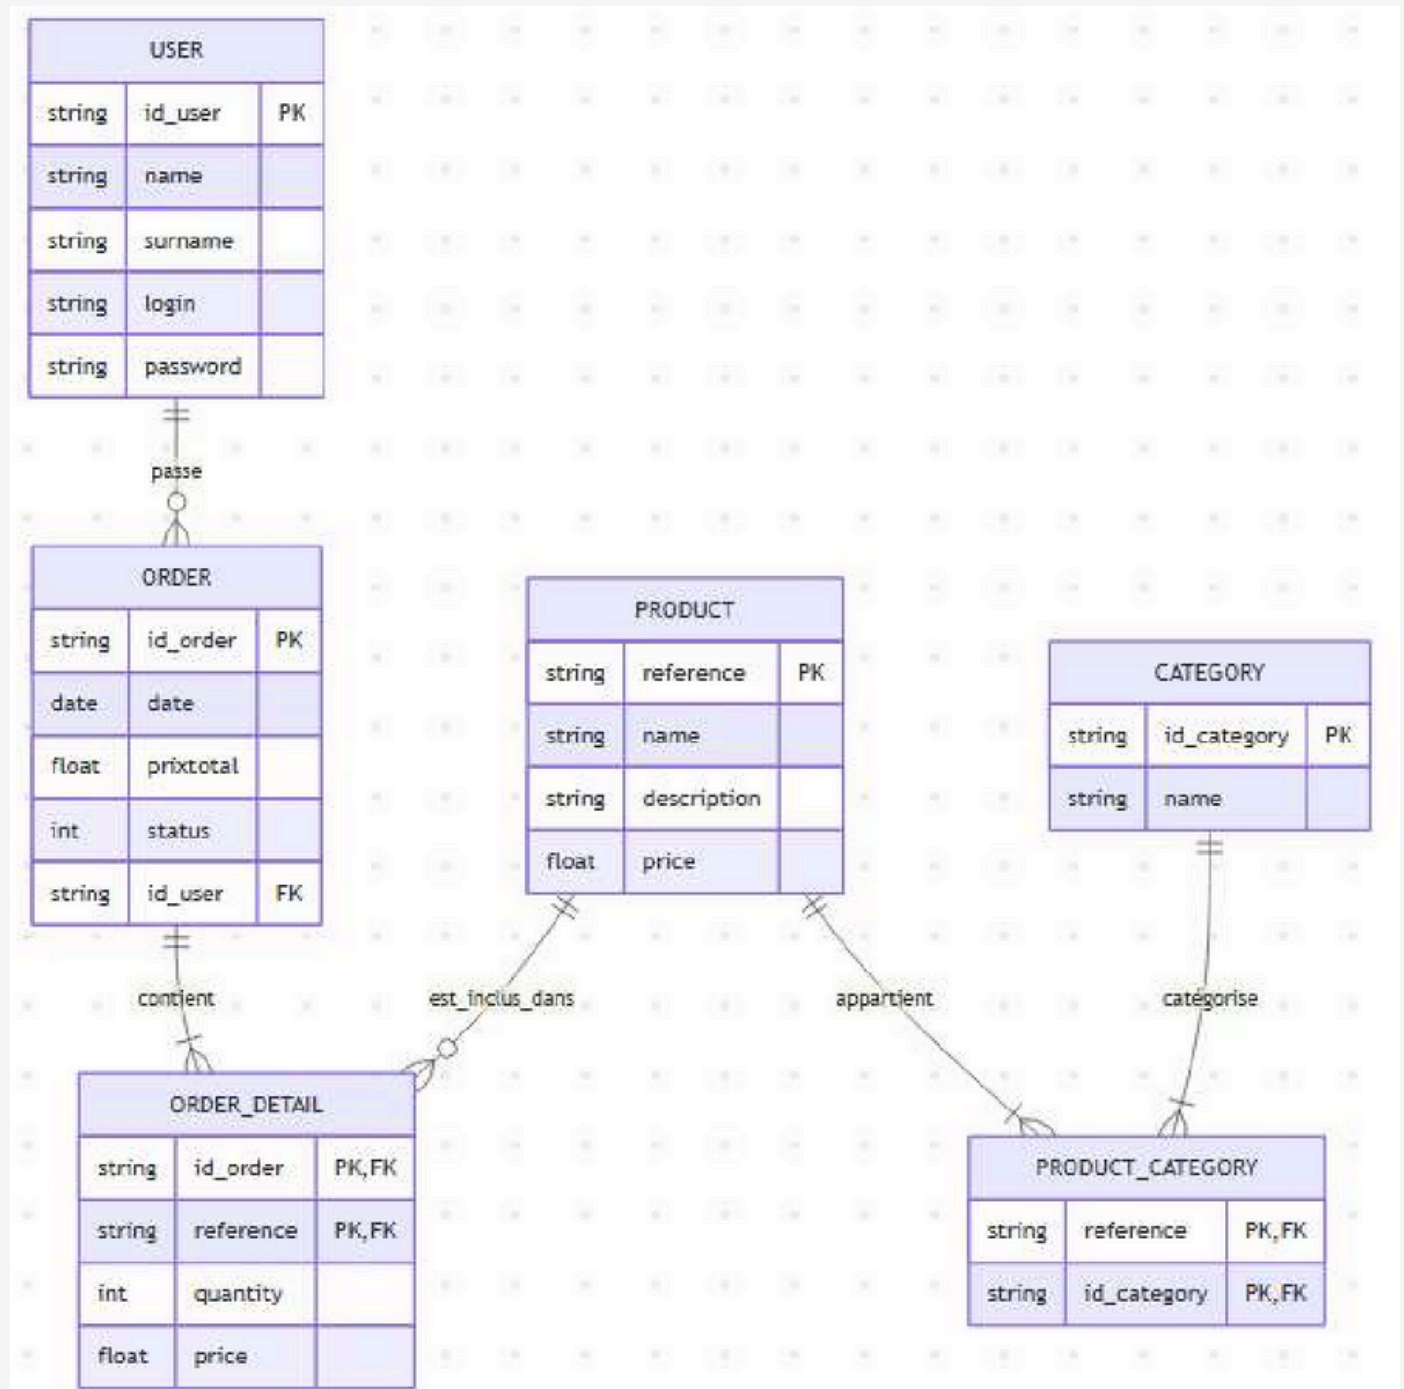 USER
string id_user PK
string name
string surname
string login
string password
passe
ORDER
string id_order PK
date date
float prixtotal
int status
string id_user FK
PRODUCT
string reference PK
string name
string description
float price
CATEGORY
string id_category PK
string name
contient
est_inclus_dans
appartient
catégorise
ORDER_DETAIL
string id_order PK,FK
string reference PK,FK
int quantity
float price
PRODUCT_CATEGORY
string reference PK,FK
string id_category PK,FK